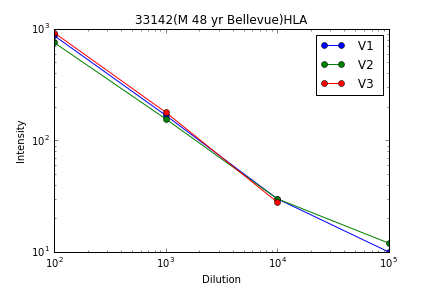 33142(M 48 yr Bellevue)HLA
V1
V2
V3
Intensity
10³
10²
10¹
10² 10³ 10⁴ 10⁵
Dilution